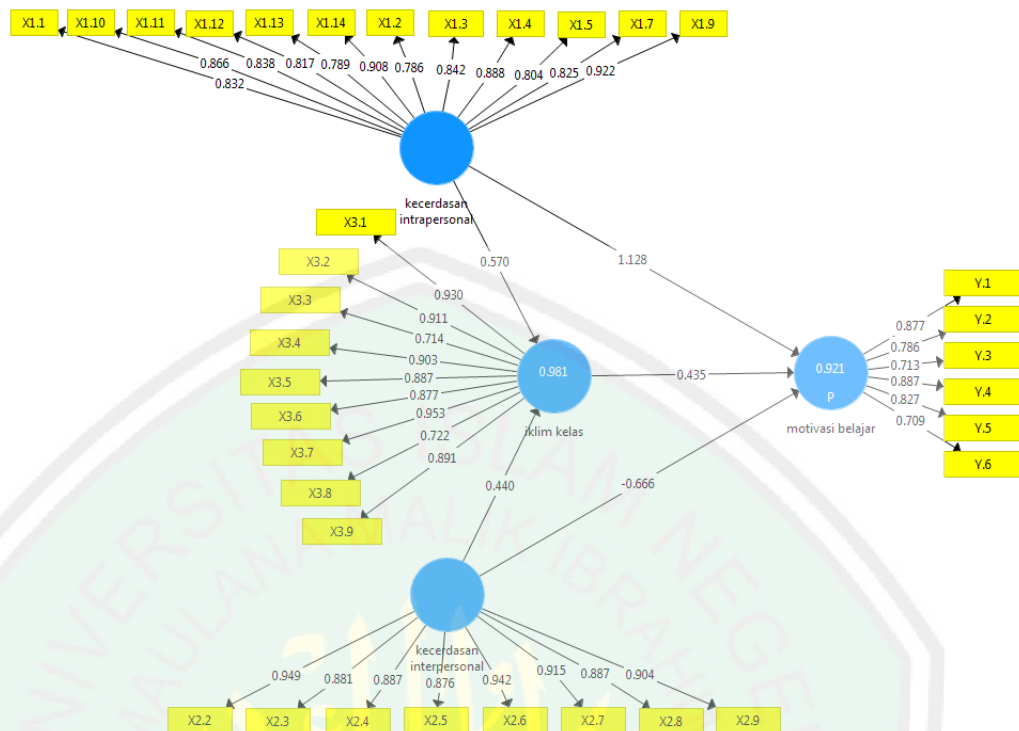 X1.1 X1.10 X1.11 X1.12 X1.13 X1.14 X1.2 X1.3 X1.4 X1.5 X1.7 X1.9
0.832 0.866 0.838 0.817 0.789 0.908 0.786 0.842 0.888 0.804 0.825 0.922
kecerdasan
intrapersonal
X3.1
X3.2
X3.3
X3.4
X3.5
X3.6
X3.7
X3.8
X3.9
0.930
0.911
0.714
0.903
0.887
0.877
0.953
0.722
0.891
0.570
1.128
0.981
iklim kelas
0.435
0.440
-0.666
0.921
p
motivasi belajar
0.877
0.786
0.713
0.887
0.827
0.709
Y.1
Y.2
Y.3
Y.4
Y.5
Y.6
kecerdasan
interpersonal
0.949 0.881 0.887 0.876 0.942 0.915 0.887 0.904
X2.2 X2.3 X2.4 X2.5 X2.6 X2.7 X2.8 X2.9
UNIVERSITAS ISLAM NEGE
MAULANA MALIK IBRAH